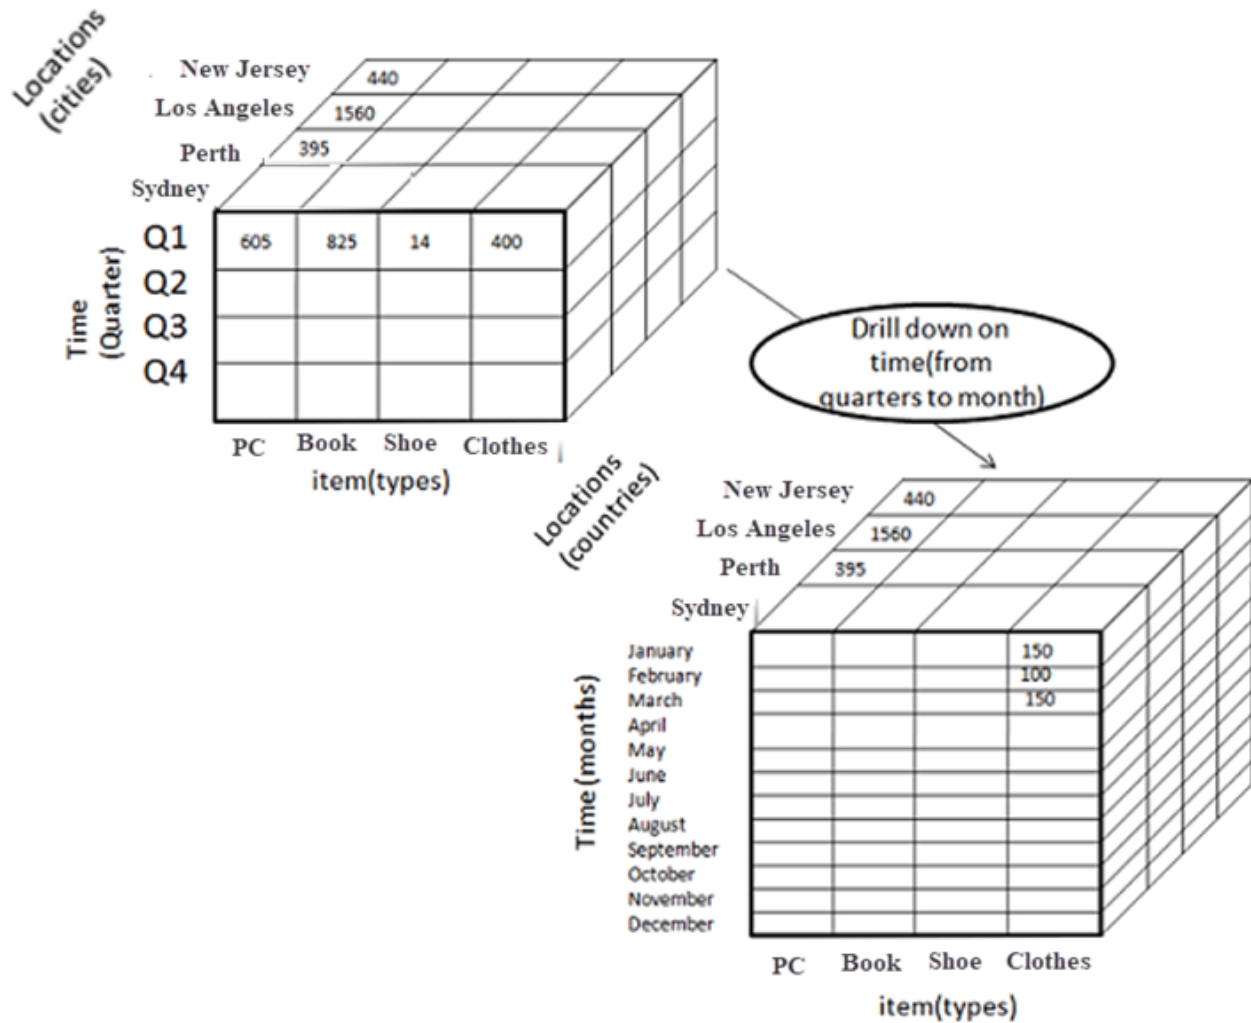 Locations
(cities)
New Jersey
Los Angeles
Perth
Sydney
440
1560
395
Time
(Quarter)
Q1
Q2
Q3
Q4
605 825 14 400
PC Book Shoe Clothes
item(types)
Drill down on
time(from
quarters to month)
Locations
(countries)
New Jersey
Los Angeles
Perth
Sydney
440
1560
395
Time (months)
January 150
February 100
March 150
April
May
June
July
August
September
October
November
December
PC Book Shoe Clothes
item(types)